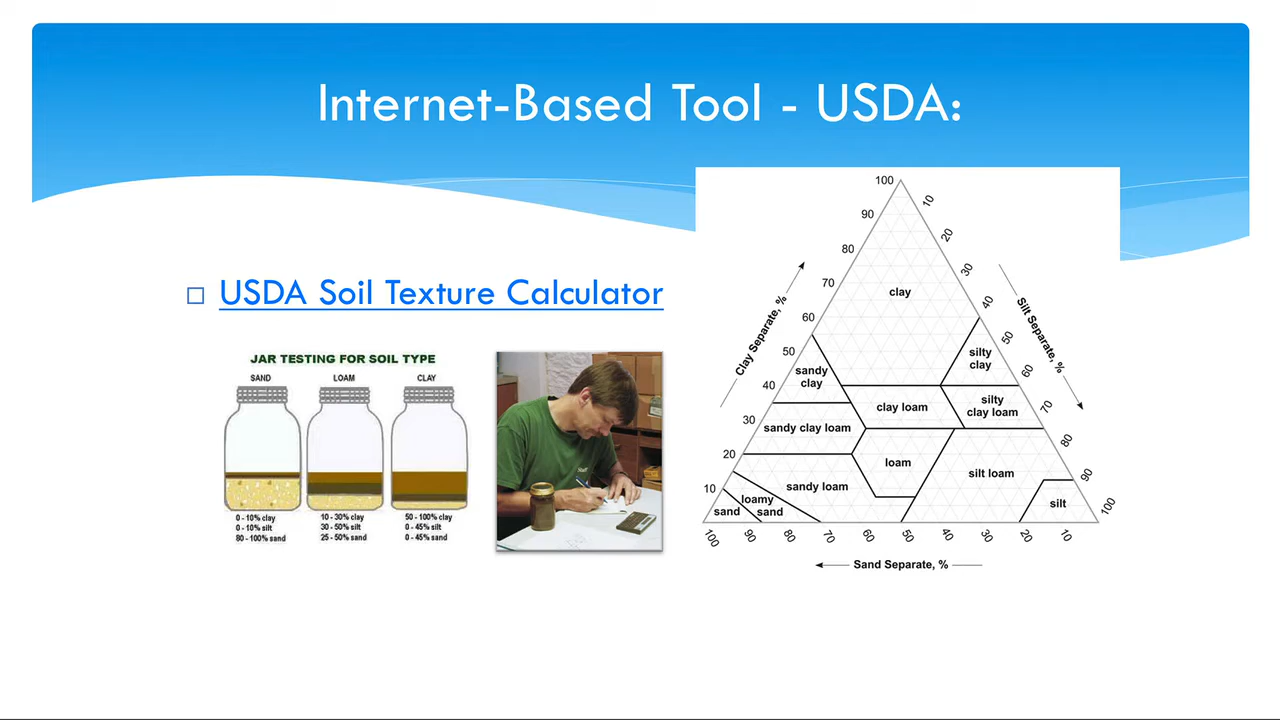 Internet-Based Tool - USDA:
USDA Soil Texture Calculator
JAR TESTING FOR SOIL TYPE
SAND LOAM CLAY
0 - 10% clay
0 - 10% silt
80 - 100% sand
10 - 30% clay
30 - 50% silt
25 - 50% sand
50 - 100% clay
0 - 45% silt
0 - 45% sand
Staff
Clay Separate, %
100
90
80
70
60
50
40
30
20
10
Silt Separate, %
10
20
30
40
50
60
70
80
90
100
clay
silty
clay
sandy
clay
clay loam
silty
clay loam
sandy clay loam
loam
silt loam
sandy loam
loamy
sand
sand
silt
100 90 80 70 60 50 40 30 20 10
Sand Separate, %